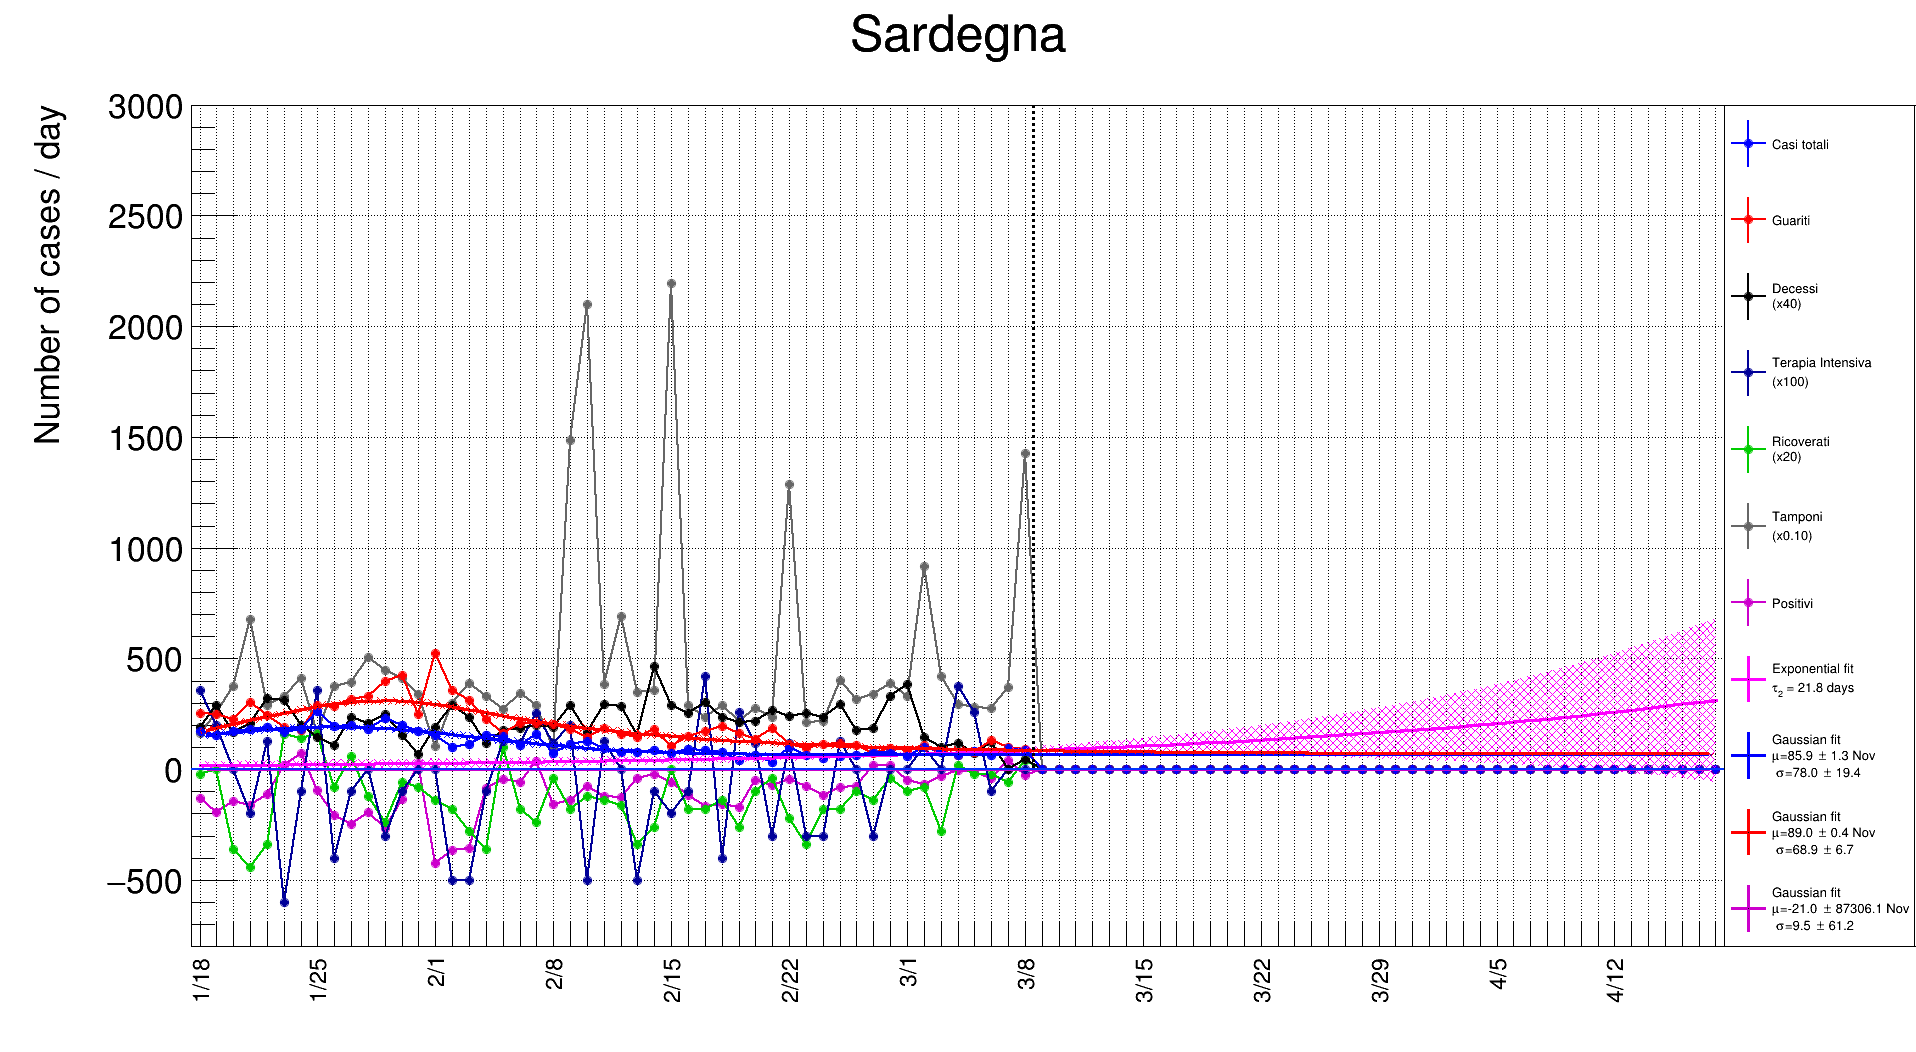 Sardegna
Number of cases / day
3000
2500
2000
1500
1000
500
0
−500
1/18
1/25
2/1
2/8
2/15
2/22
3/1
3/8
3/15
3/22
3/29
4/5
4/12
Casi totali
Guariti
Decessi
(x40)
Terapia Intensiva
(x100)
Ricoverati
(x20)
Tamponi
(x0.10)
Positivi
Exponential fit
τ2 = 21.8 days
Gaussian fit
μ=85.9 ± 1.3 Nov
σ=78.0 ± 19.4
Gaussian fit
μ=89.0 ± 0.4 Nov
σ=68.9 ± 6.7
Gaussian fit
μ=-21.0 ± 87306.1 Nov
σ=9.5 ± 61.2